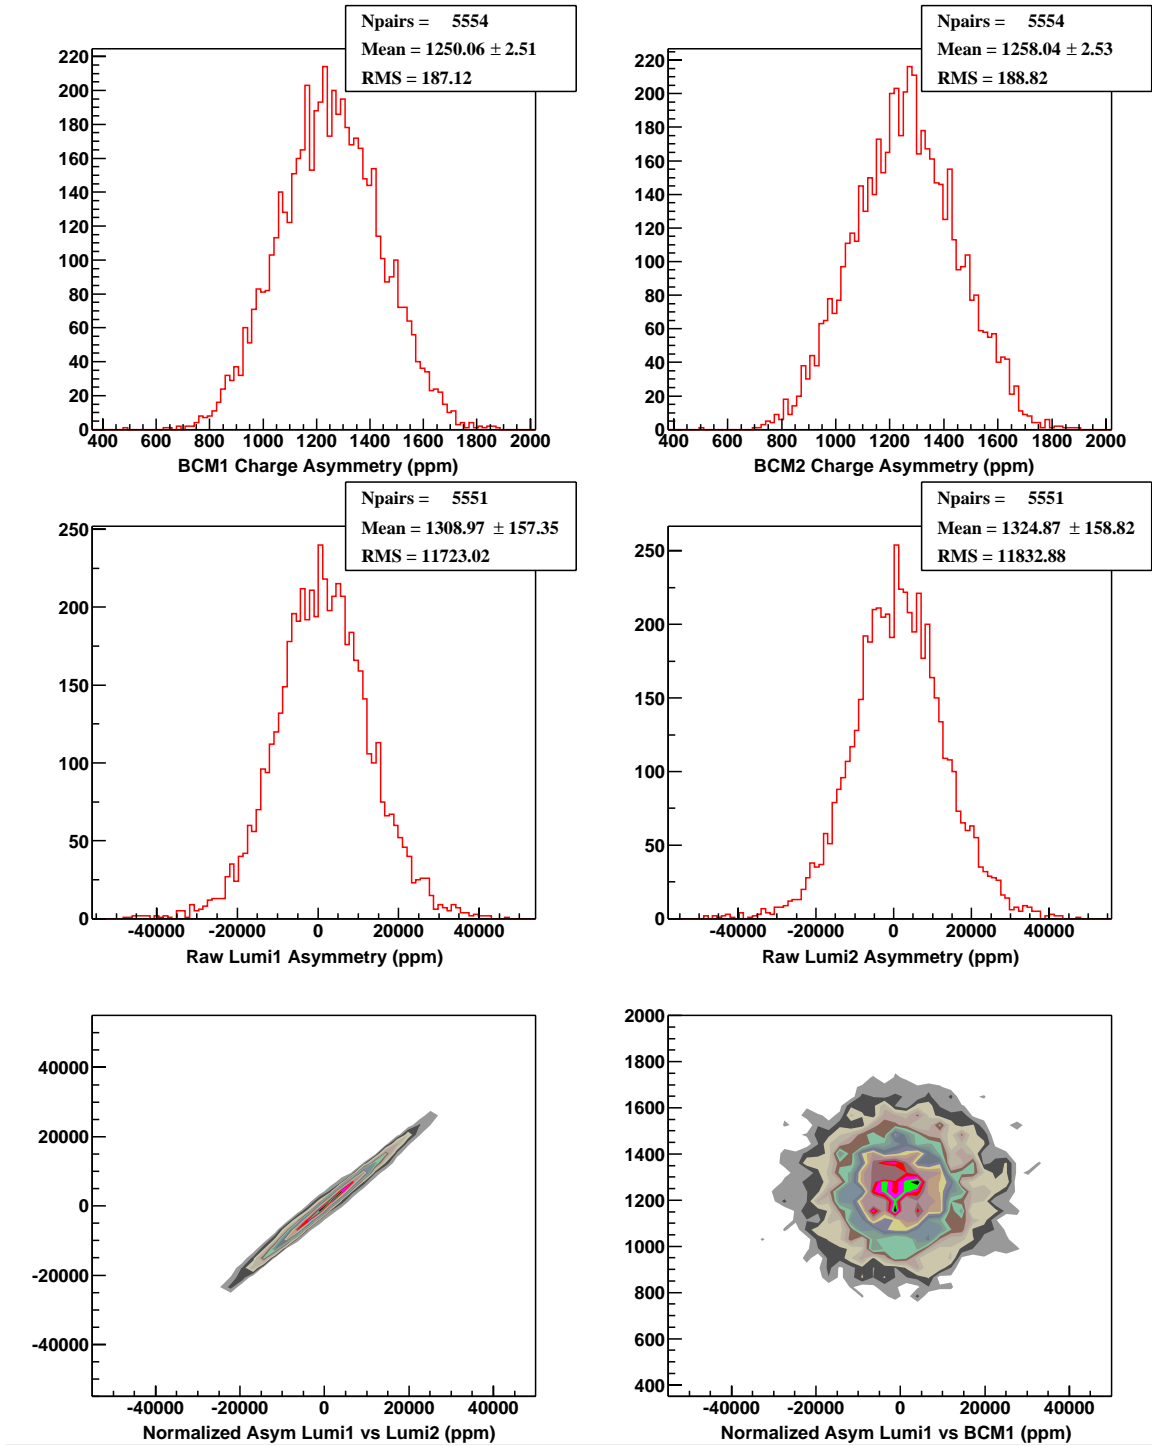 Npairs = 5554
Mean = 1250.06 ± 2.51
RMS = 187.12
220
200
180
160
140
120
100
80
60
40
20
0
400 600 800 1000 1200 1400 1600 1800 2000
BCM1 Charge Asymmetry (ppm)
Npairs = 5554
Mean = 1258.04 ± 2.53
RMS = 188.82
220
200
180
160
140
120
100
80
60
40
20
0
400 600 800 1000 1200 1400 1600 1800 2000
BCM2 Charge Asymmetry (ppm)
Npairs = 5551
Mean = 1308.97 ± 157.35
RMS = 11723.02
250
200
150
100
50
0
-40000 -20000 0 20000 40000
Raw Lumi1 Asymmetry (ppm)
Npairs = 5551
Mean = 1324.87 ± 158.82
RMS = 11832.88
250
200
150
100
50
0
-40000 -20000 0 20000 40000
Raw Lumi2 Asymmetry (ppm)
40000
20000
0
-20000
-40000
-40000 -20000 0 20000 40000
Normalized Asym Lumi1 vs Lumi2 (ppm)
2000
1800
1600
1400
1200
1000
800
600
400
-40000 -20000 0 20000 40000
Normalized Asym Lumi1 vs BCM1 (ppm)